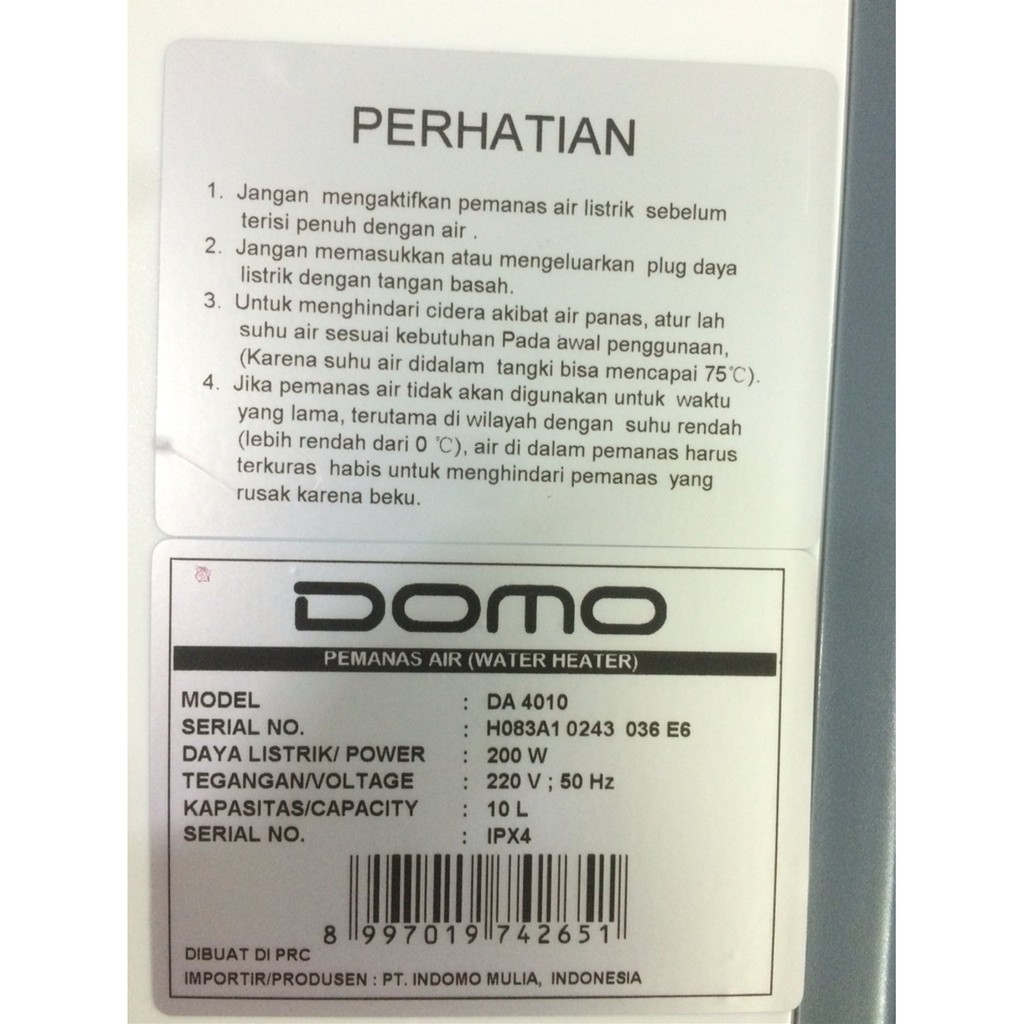 PERHATIAN
1. Jangan mengaktifkan pemanas air listrik sebelum
terisi penuh dengan air .
2. Jangan memasukkan atau mengeluarkan plug daya
listrik dengan tangan basah.
3. Untuk menghindari cidera akibat air panas, atur lah
suhu air sesuai kebutuhan Pada awal penggunaan,
(Karena suhu air didalam tangki bisa mencapai 75℃).
4. Jika pemanas air tidak akan digunakan untuk waktu
yang lama, terutama di wilayah dengan suhu rendah
(lebih rendah dari 0 ℃), air di dalam pemanas harus
terkuras habis untuk menghindari pemanas yang
rusak karena beku.
DOMO
PEMANAS AIR (WATER HEATER)
MODEL : DA 4010
SERIAL NO. : H083A1 0243 036 E6
DAYA LISTRIK/ POWER : 200 W
TEGANGAN/VOLTAGE : 220 V ; 50 Hz
KAPASITAS/CAPACITY : 10 L
SERIAL NO. : IPX4
8 997019 742651
DIBUAT DI PRC
IMPORTIR/PRODUSEN : PT. INDOMO MULIA, INDONESIA